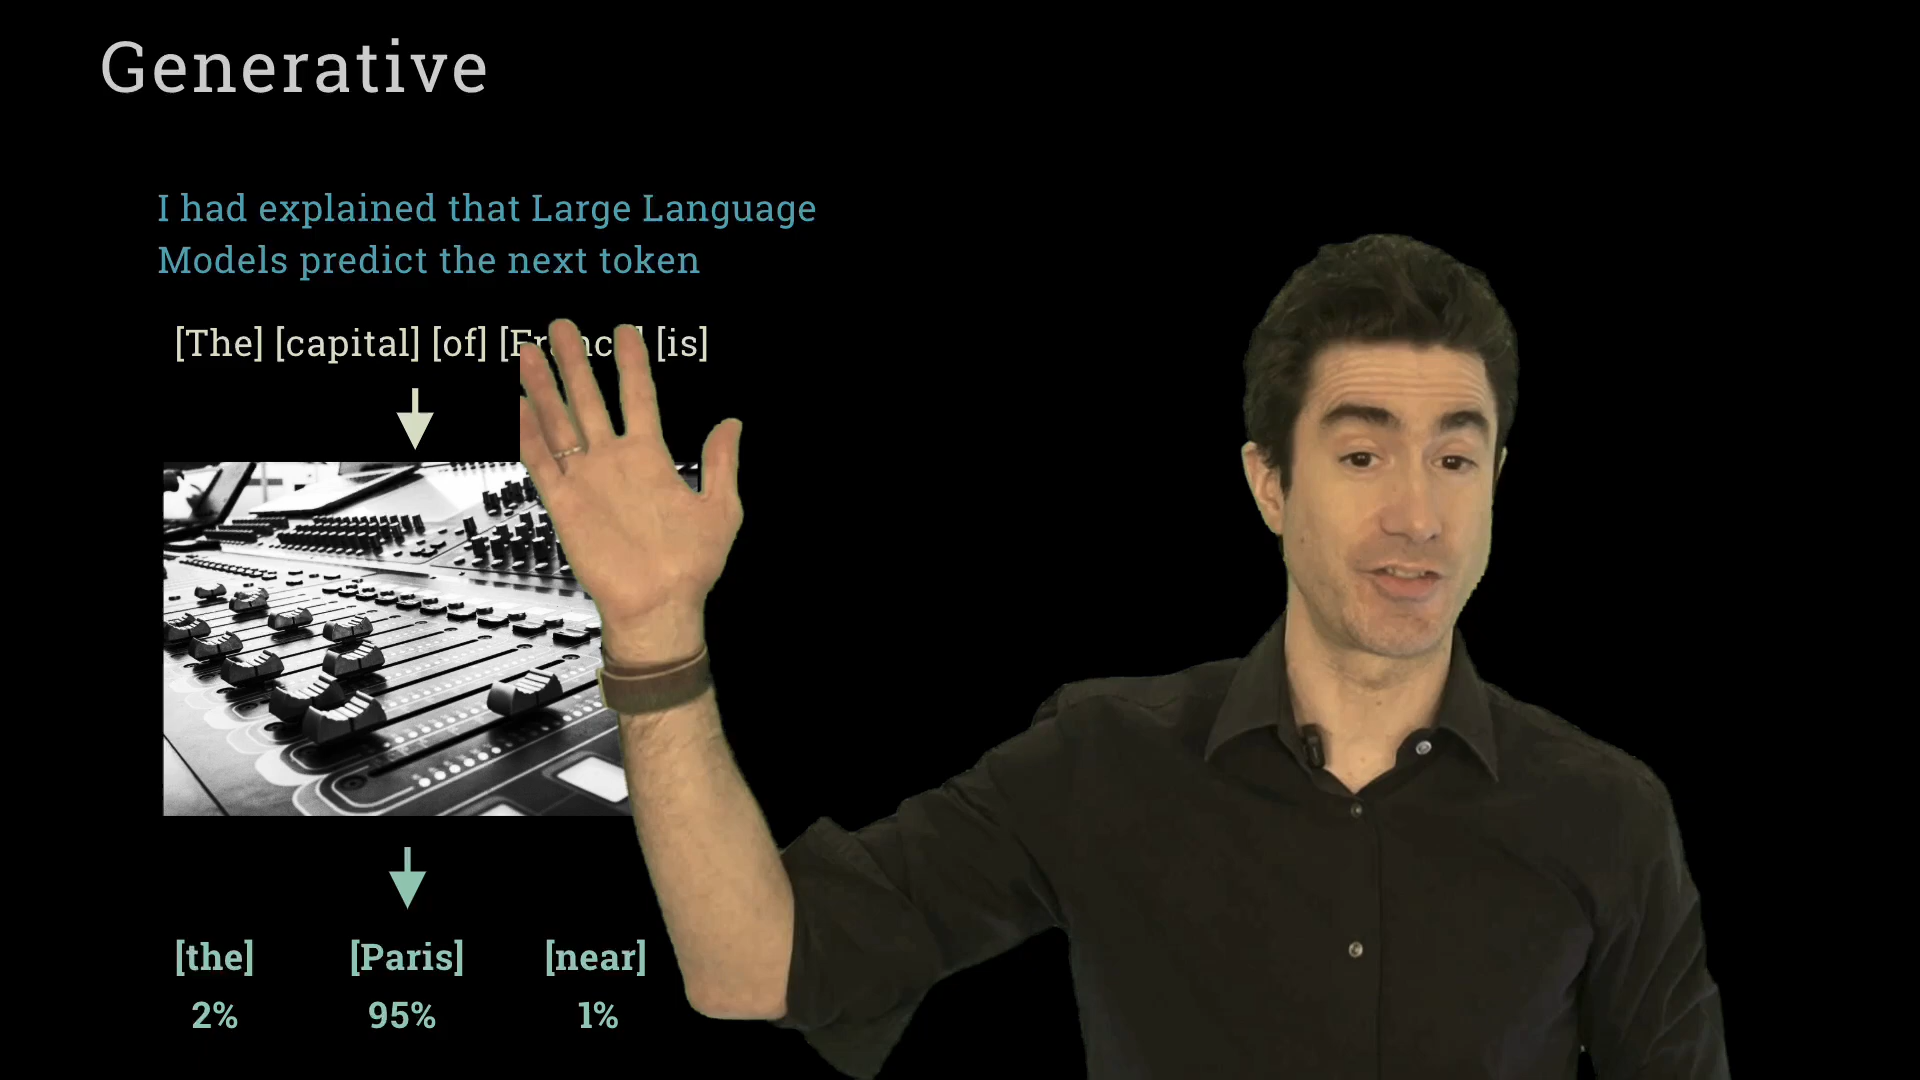 Generative
I had explained that Large Language
Models predict the next token
[The] [capital] [of] [is]
[the] [Paris] [near]
2% 95% 1%